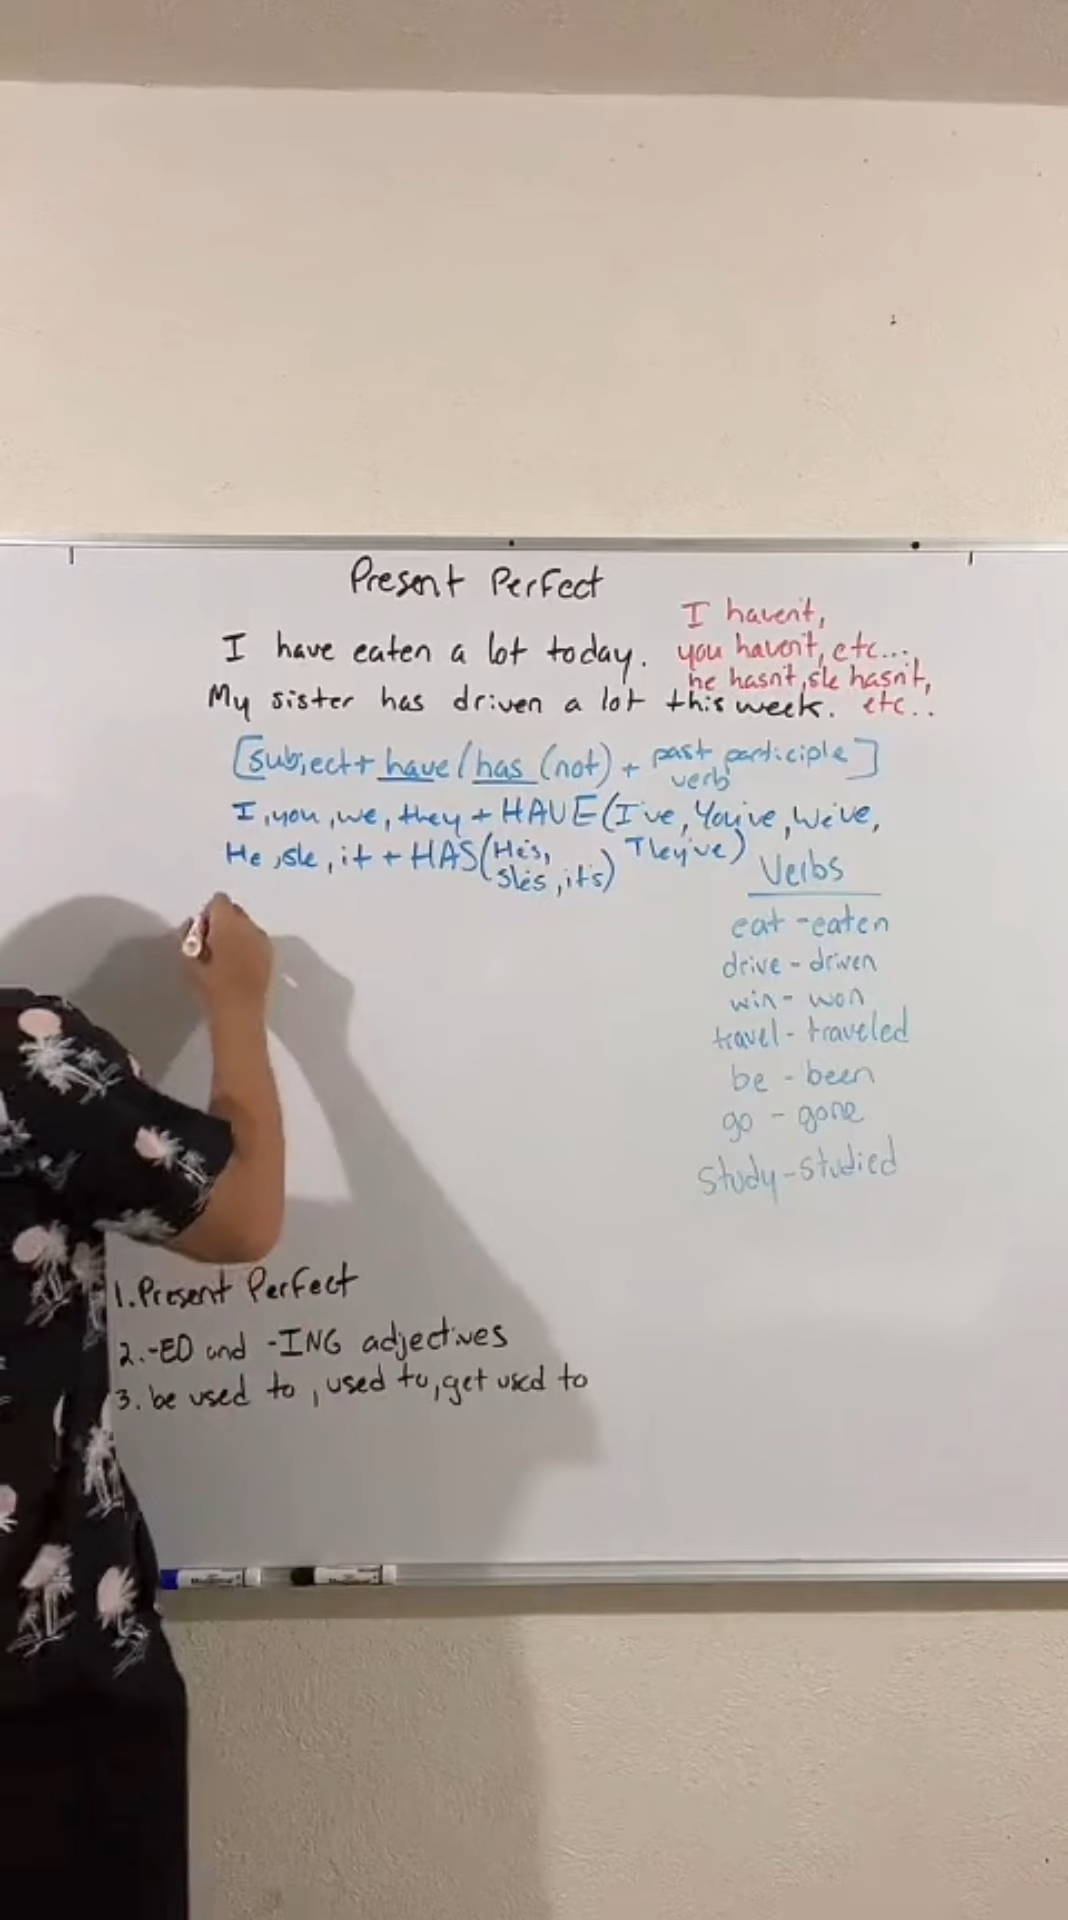 Present Perfect
I haven't,
I have eaten a lot today. you haven't, etc...,
he hasn't, she hasn't,
My sister has driven a lot this week. etc..
[subject + have/has (not) + past participle]
verb
I, you, we, they + HAVE (I've, You've, We've,
He, she, it + HAS (He's, They've)
She's, it's)
Verbs
eat - eaten
drive - driven
win - won
travel - traveled
be - been
go - gone
study - studied
1. Present Perfect
2. -ED and -ING adjectives
3. be used to, used to, get used to